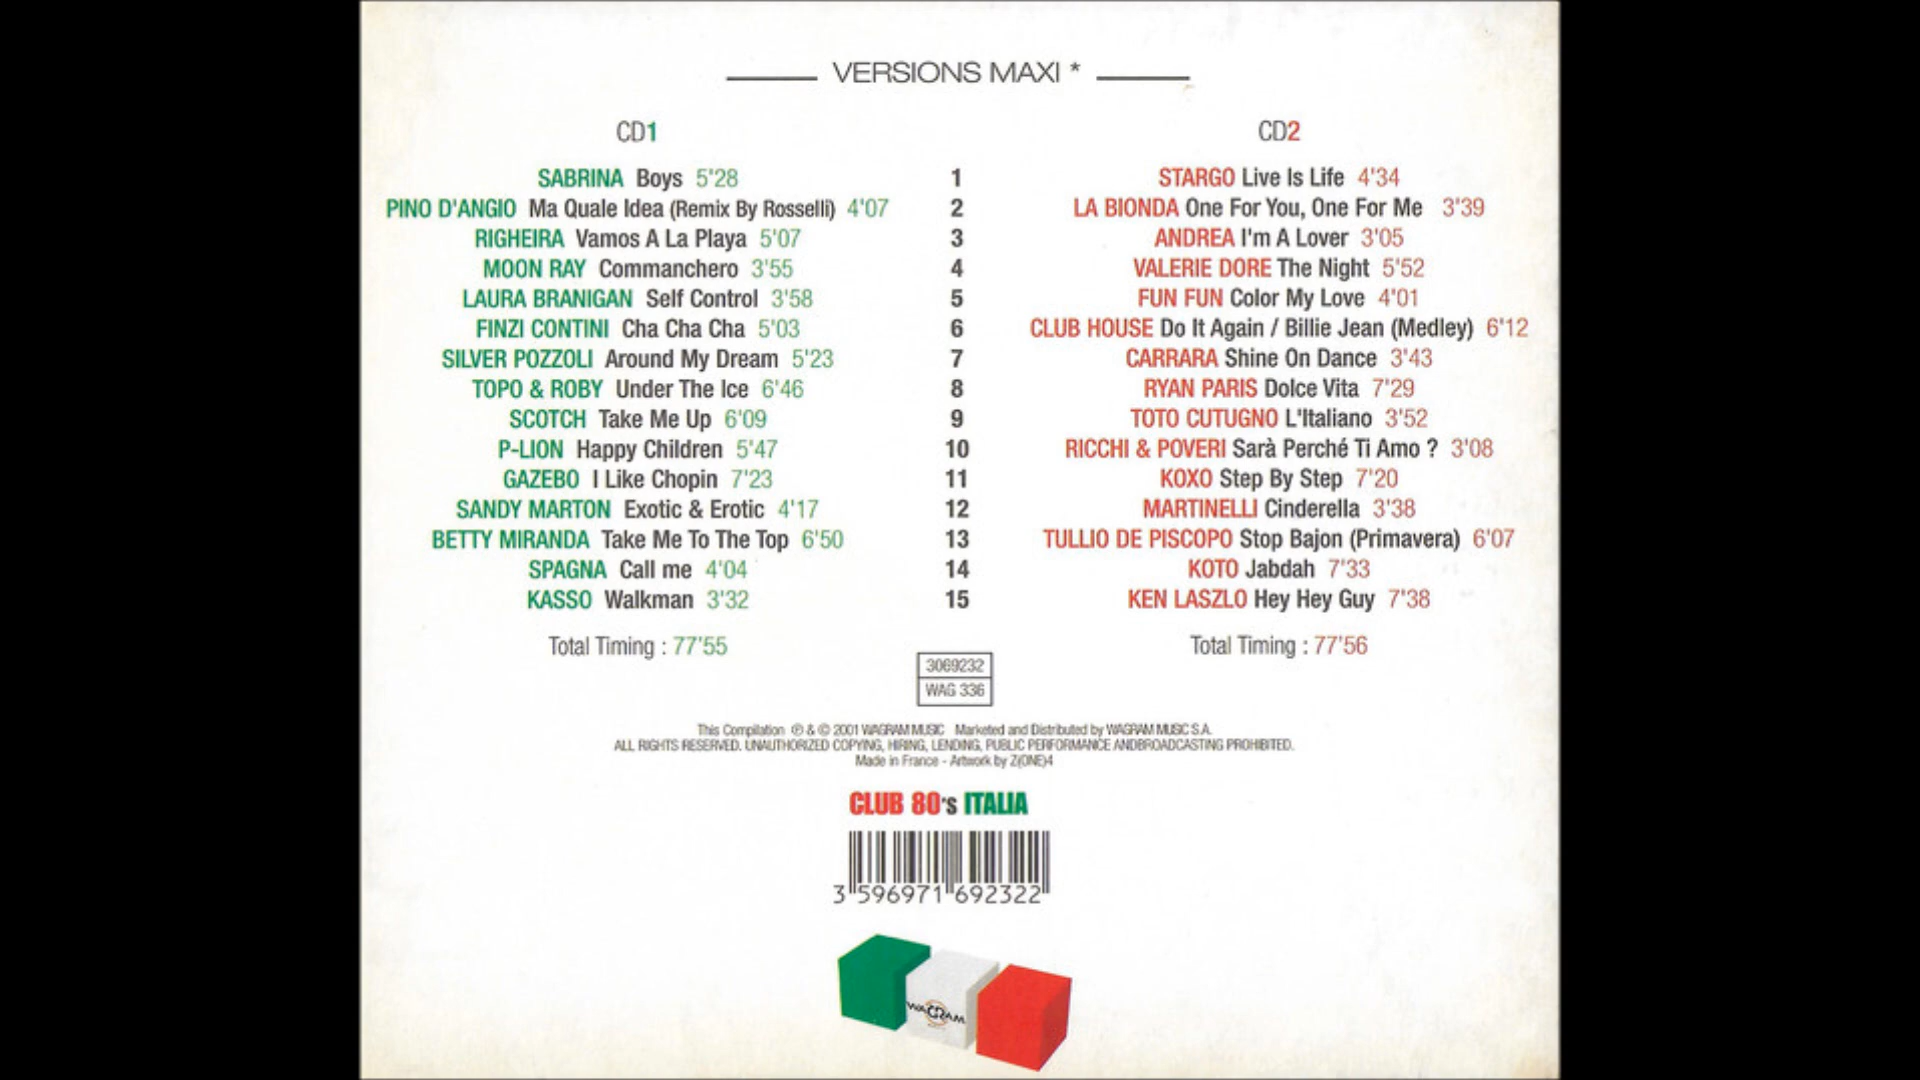 VERSIONS MAXI *
CD1
SABRINA Boys 5'28
PINO D'ANGIO Ma Quale Idea (Remix By Rosselli) 4'07
RIGHEIRA Vamos A La Playa 5'07
MOON RAY Commanchero 3'55
LAURA BRANIGAN Self Control 3'58
FINZI CONTINI Cha Cha Cha 5'03
SILVER POZZOLI Around My Dream 5'23
TOPO & ROBY Under The Ice 6'46
SCOTCH Take Me Up 6'09
P-LION Happy Children 5'47
GAZEBO I Like Chopin 7'23
SANDY MARTON Exotic & Erotic 4'17
BETTY MIRANDA Take Me To The Top 6'50
SPAGNA Call me 4'04
KASSO Walkman 3'32
Total Timing : 77'55
1
2
3
4
5
6
7
8
9
10
11
12
13
14
15
CD2
STARGO Live Is Life 4'34
LA BIONDA One For You, One For Me 3'39
ANDREA I'm A Lover 3'05
VALERIE DORE The Night 5'52
FUN FUN Color My Love 4'01
CLUB HOUSE Do It Again / Billie Jean (Medley) 6'12
CARRARA Shine On Dance 3'43
RYAN PARIS Dolce Vita 7'29
TOTO CUTUGNO L'Italiano 3'52
RICCHI & POVERI Sarà Perché Ti Amo ? 3'08
KOXO Step By Step 7'20
MARTINELLI Cinderella 3'38
TULLIO DE PISCOPO Stop Bajon (Primavera) 6'07
KOTO Jabdah 7'33
KEN LASZLO Hey Hey Guy 7'38
Total Timing : 77'56
3069232
WAG 336
This Compilation ℗ & © 2001 WAGRAM MUSIC Marketed and Distributed by WAGRAM MUSIC S.A.
ALL RIGHTS RESERVED. UNAUTHORIZED COPYING, HIRING, LENDING, PUBLIC PERFORMANCE ANDBROADCASTING PROHIBITED.
Made in France - Artwork by Z(ONE)4
CLUB 80's ITALIA
3 596971 692322
WAGRAM